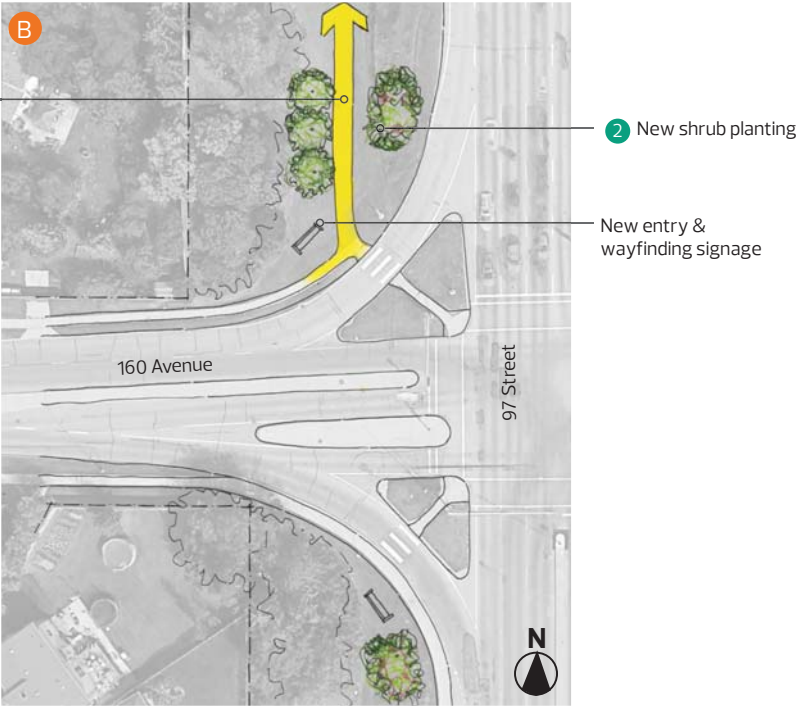 B
2 New shrub planting
New entry &
wayfinding signage
160 Avenue
97 Street
N